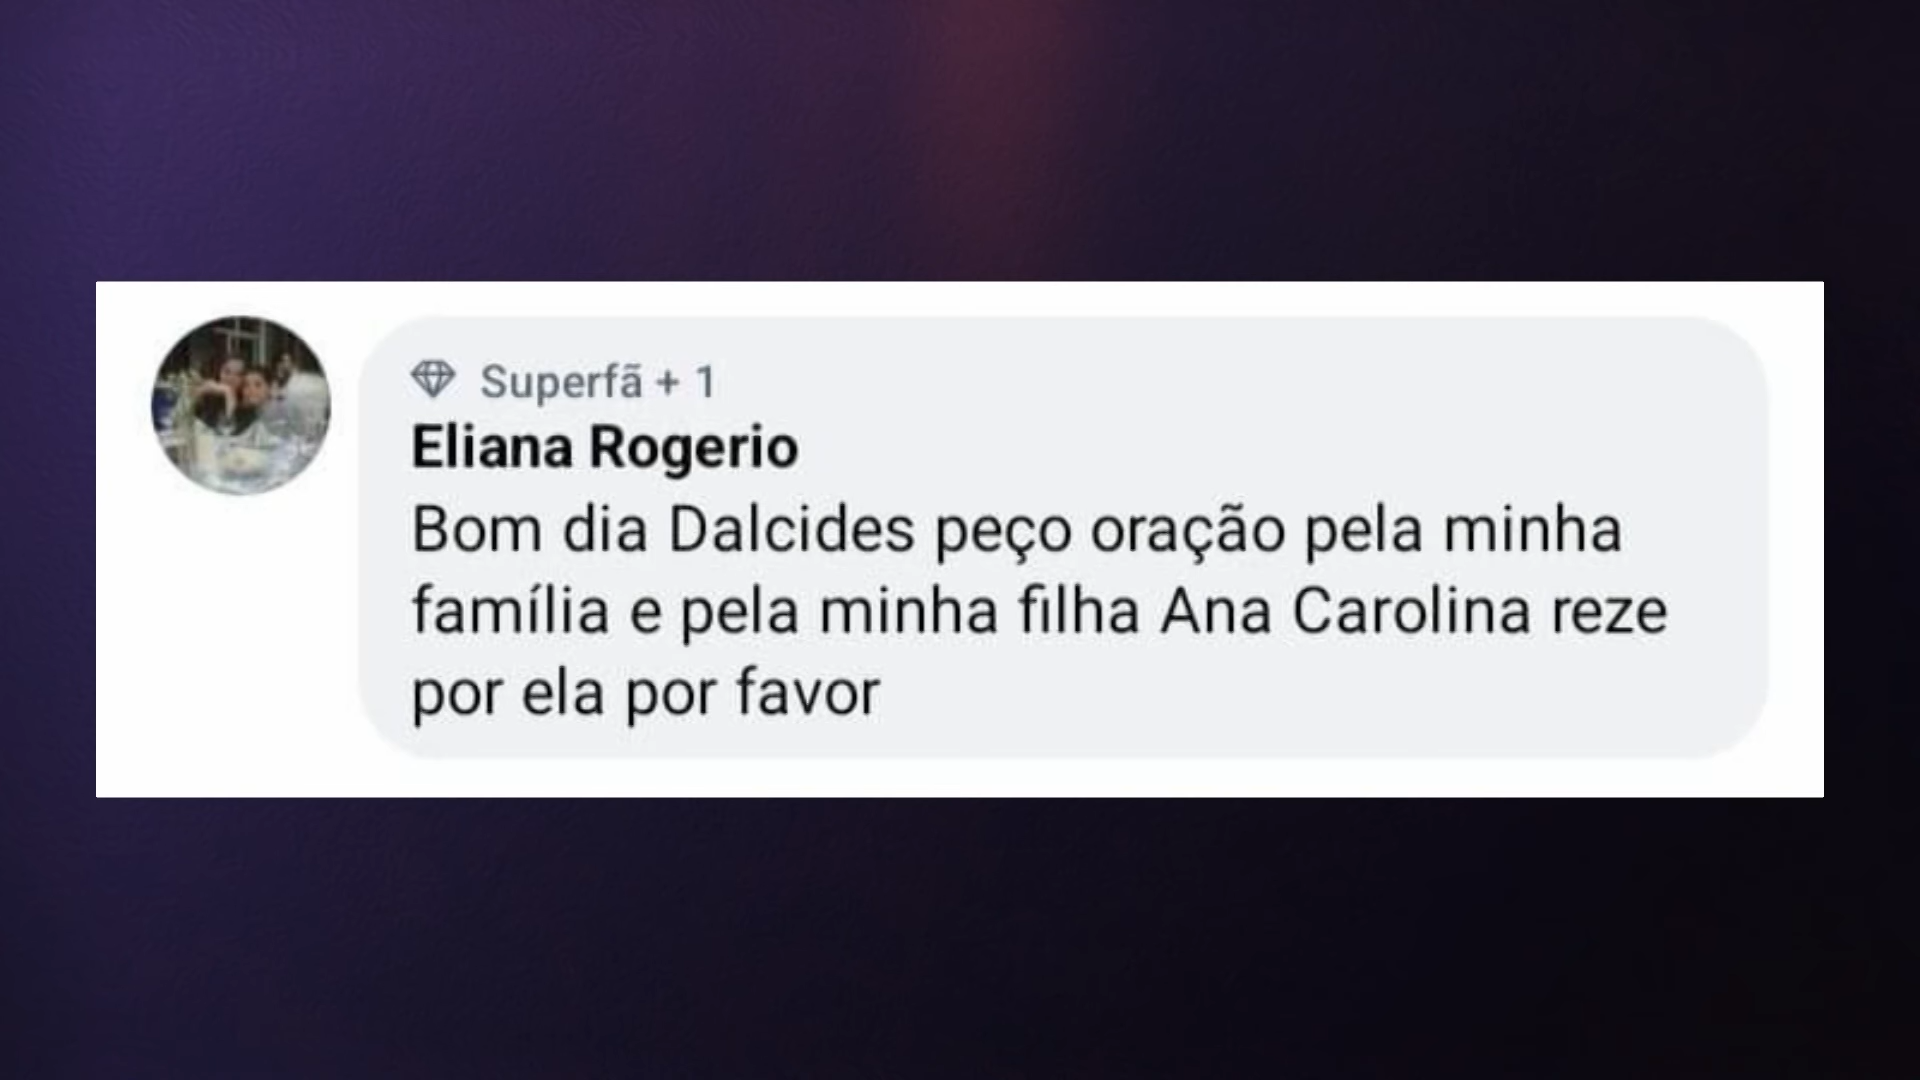 Superfã + 1
Eliana Rogerio
Bom dia Dalcides peço oração pela minha
família e pela minha filha Ana Carolina reze
por ela por favor